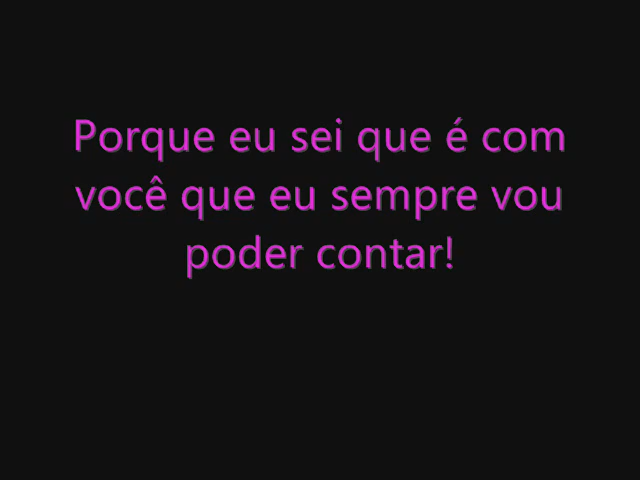 Porque eu sei que é com
você que eu sempre vou
poder contar!